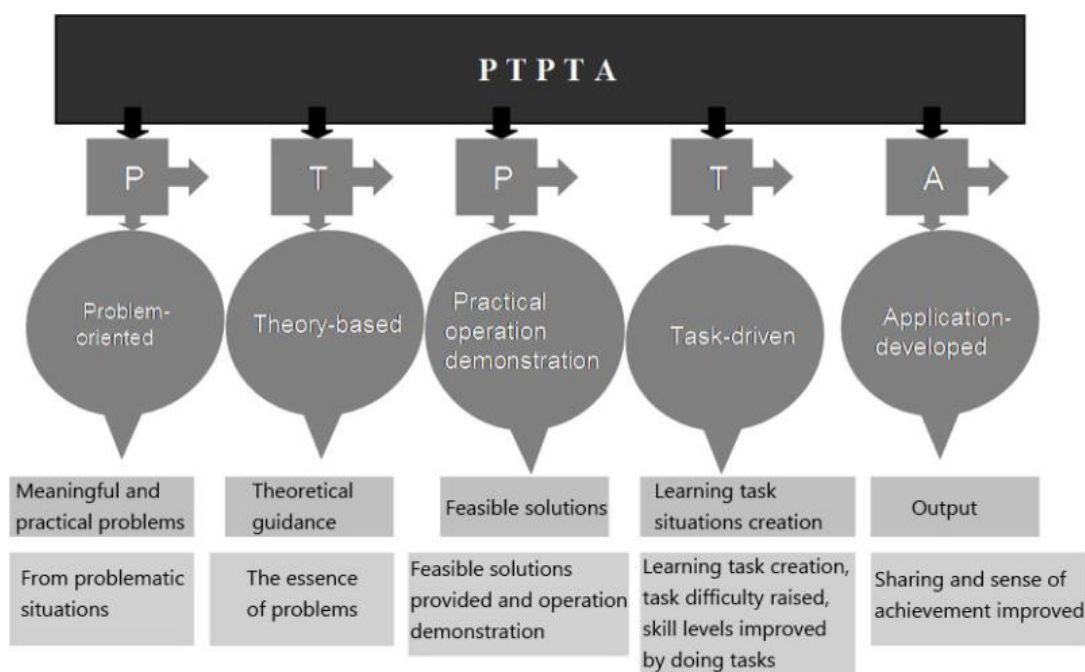 P T P T A
P
T
P
T
A
Problem-
oriented
Theory-based
Practical
operation
demonstration
Task-driven
Application-
developed
Meaningful and
practical problems
Theoretical
guidance
Feasible solutions
Learning task
situations creation
Output
From problematic
situations
The essence
of problems
Feasible solutions
provided and operation
demonstration
Learning task creation,
task difficulty raised,
skill levels improved
by doing tasks
Sharing and sense of
achievement improved